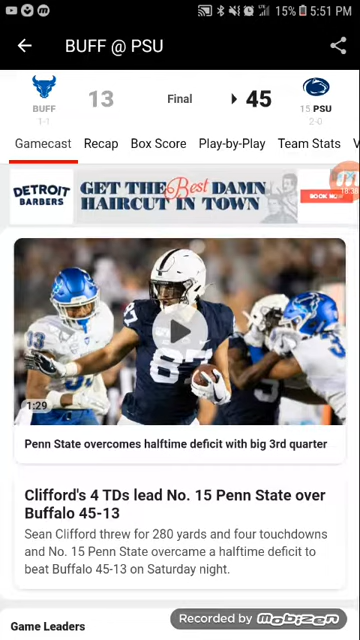 15% 5:51 PM
BUFF @ PSU
BUFF
1-1
13
Final
45
15 PSU
2-0
Gamecast Recap Box Score Play-by-Play Team Stats V
DETROIT
BARBERS
GET THE Best DAMN
HAIRCUT IN TOWN
BOOK NOW
87
1:29
Penn State overcomes halftime deficit with big 3rd quarter
Clifford's 4 TDs lead No. 15 Penn State over
Buffalo 45-13
Sean Clifford threw for 280 yards and four touchdowns
and No. 15 Penn State overcame a halftime deficit to
beat Buffalo 45-13 on Saturday night.
Game Leaders
Recorded by Mobizen